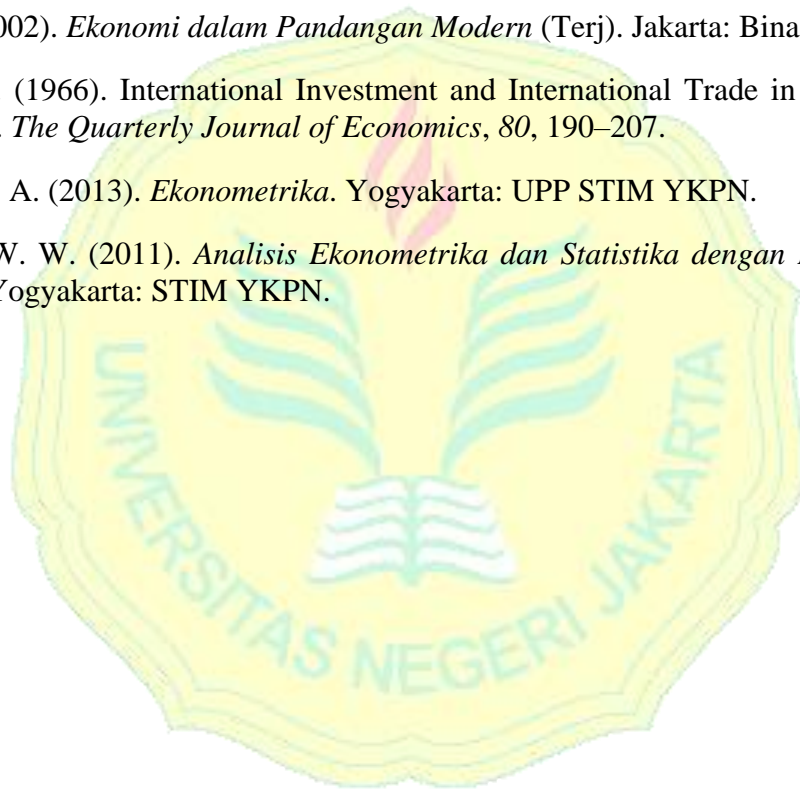 002). Ekonomi dalam Pandangan Modern (Terj). Jakarta: Bina
(1966). International Investment and International Trade in
. The Quarterly Journal of Economics, 80, 190–207.
A. (2013). Ekonometrika. Yogyakarta: UPP STIM YKPN.
W. W. (2011). Analisis Ekonometrika dan Statistika dengan
Yogyakarta: STIM YKPN.
UNIVERSITAS NEGERI JAKARTA